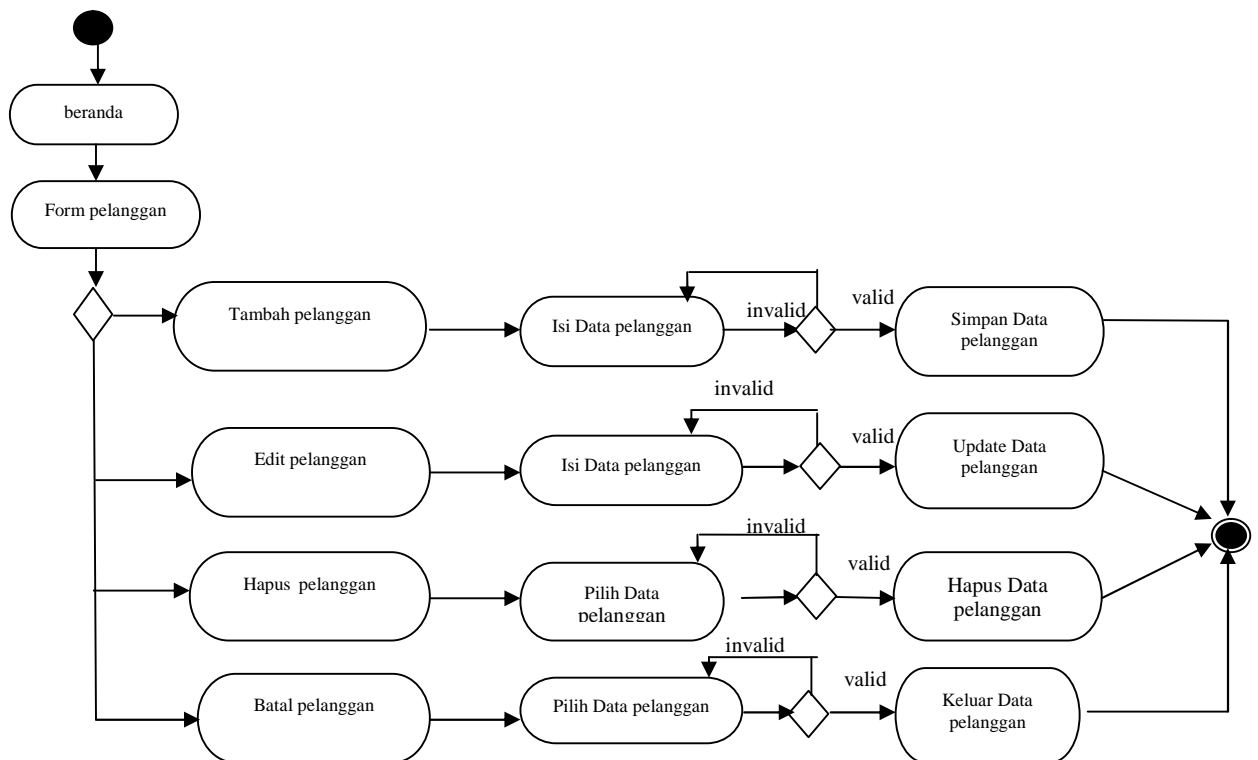 beranda
Form pelanggan
Tambah pelanggan
Isi Data pelanggan
invalid
valid
Simpan Data
pelanggan
Edit pelanggan
Isi Data pelanggan
invalid
valid
Update Data
pelanggan
Hapus pelanggan
Pilih Data
pelanggan
invalid
valid
Hapus Data
pelanggan
Batal pelanggan
Pilih Data pelanggan
invalid
valid
Keluar Data
pelanggan